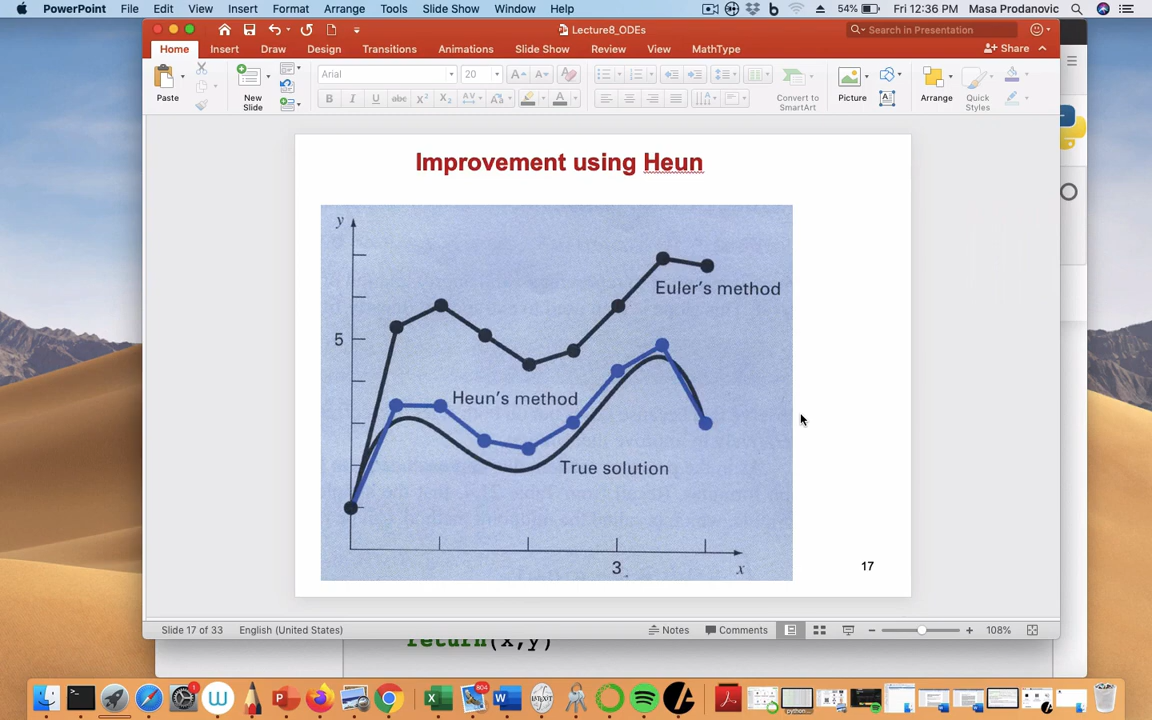 PowerPoint File Edit View Insert Format Arrange Tools Slide Show Window Help 54% Fri 12:36 PM Masa Prodanovic
Lecture8_ODEs
Search in Presentation
Home Insert Draw Design Transitions Animations Slide Show Review View MathType Share
Arial 20
Paste New Slide Convert to SmartArt Picture Arrange Quick Styles
Improvement using Heun
y
Euler's method
5
Heun's method
True solution
3
x
17
Slide 17 of 33 English (United States) Notes Comments 108%
return(x,y)
804